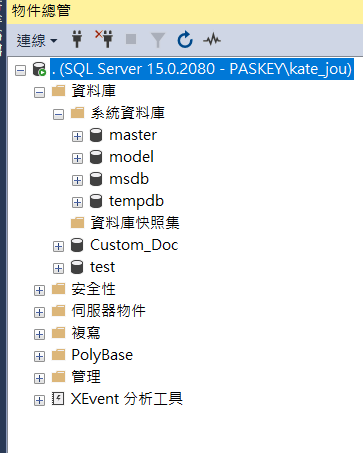 物件總管
連線
. (SQL Server 15.0.2080 - PASKEY\kate_jou)
資料庫
系統資料庫
master
model
msdb
tempdb
資料庫快照集
Custom_Doc
test
安全性
伺服器物件
複寫
PolyBase
管理
XEvent 分析工具